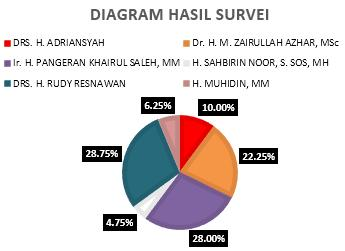 DIAGRAM HASIL SURVEI
DRS. H. ADRIANSYAH
Dr. H. M. ZAIRULLAH AZHAR, MSc
Ir. H. PANGERAN KHAIRUL SALEH, MM
H. SAHBIRIN NOOR, S. SOS, MH
DRS. H. RUDY RESNAWAN
H. MUHIDIN, MM
6.25%
10.00%
28.75%
22.25%
4.75%
28.00%